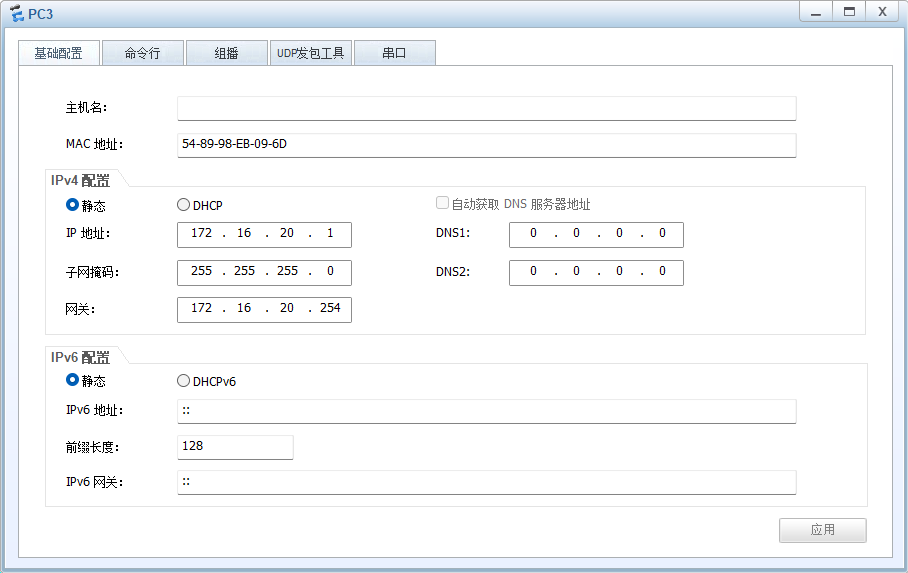 PC3
基础配置 命令行 组播 UDP发包工具 串口
主机名：
MAC 地址： 54-89-98-EB-09-6D
IPv4 配置
静态 DHCP 自动获取 DNS 服务器地址
IP 地址： 172 . 16 . 20 . 1 DNS1: 0 . 0 . 0 . 0
子网掩码： 255 . 255 . 255 . 0 DNS2: 0 . 0 . 0 . 0
网关： 172 . 16 . 20 . 254
IPv6 配置
静态 DHCPv6
IPv6 地址： ::
前缀长度： 128
IPv6 网关： ::
应用